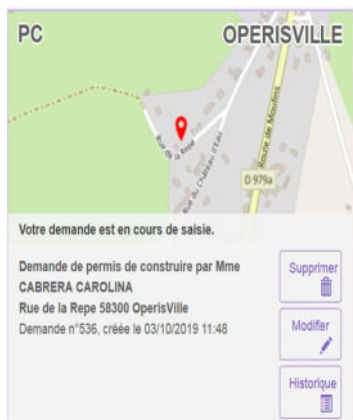 PC OPERISVILLE
Rue de la Repe
Route de Moulins
D 979a
Rue du Château d'Eau
Votre demande est en cours de saisie.
Demande de permis de construire par Mme
CABRERA CAROLINA
Rue de la Repe 58300 OperisVille
Demande n°536, créée le 03/10/2019 11:48
Supprimer
Modifier
Historique